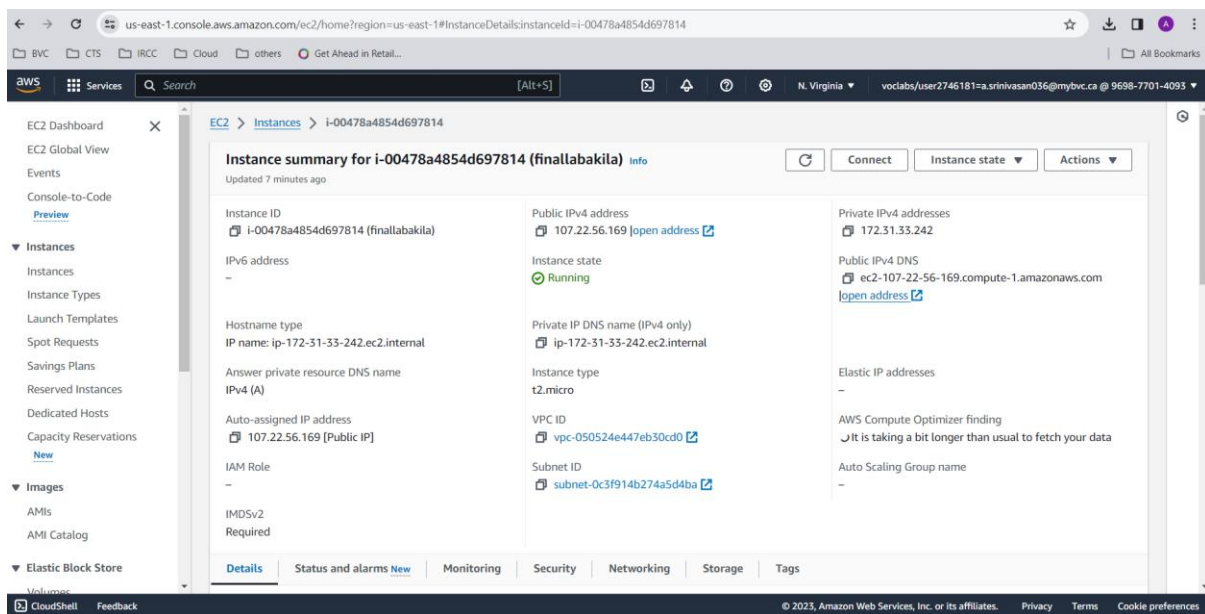 us-east-1.console.aws.amazon.com/ec2/home?region=us-east-1#InstanceDetails:instanceId=i-00478a4854d697814
BVC CTS IRCC Cloud others Get Ahead in Retail... All Bookmarks
aws Services Search [Alt+S] N. Virginia voclabs/user2746181=a.srinivasan036@mybvc.ca @ 9698-7701-4093
EC2 Dashboard
EC2 Global View
Events
Console-to-Code
Preview
Instances
Instances
Instance Types
Launch Templates
Spot Requests
Savings Plans
Reserved Instances
Dedicated Hosts
Capacity Reservations
New
Images
AMIs
AMI Catalog
Elastic Block Store
Volumes
EC2 > Instances > i-00478a4854d697814
Instance summary for i-00478a4854d697814 (finallabakila) Info
Updated 7 minutes ago
Connect Instance state Actions
Instance ID
i-00478a4854d697814 (finallabakila)
Public IPv4 address
107.22.56.169 |open address
Private IPv4 addresses
172.31.33.242
IPv6 address
–
Instance state
Running
Public IPv4 DNS
ec2-107-22-56-169.compute-1.amazonaws.com
|open address
Hostname type
IP name: ip-172-31-33-242.ec2.internal
Private IP DNS name (IPv4 only)
ip-172-31-33-242.ec2.internal
Answer private resource DNS name
IPv4 (A)
Instance type
t2.micro
Elastic IP addresses
–
Auto-assigned IP address
107.22.56.169 [Public IP]
VPC ID
vpc-050524e447eb30cd0
AWS Compute Optimizer finding
It is taking a bit longer than usual to fetch your data
IAM Role
–
Subnet ID
subnet-0c3f914b274a5d4ba
Auto Scaling Group name
–
IMDSv2
Required
Details Status and alarms New Monitoring Security Networking Storage Tags
CloudShell Feedback © 2023, Amazon Web Services, Inc. or its affiliates. Privacy Terms Cookie preferences